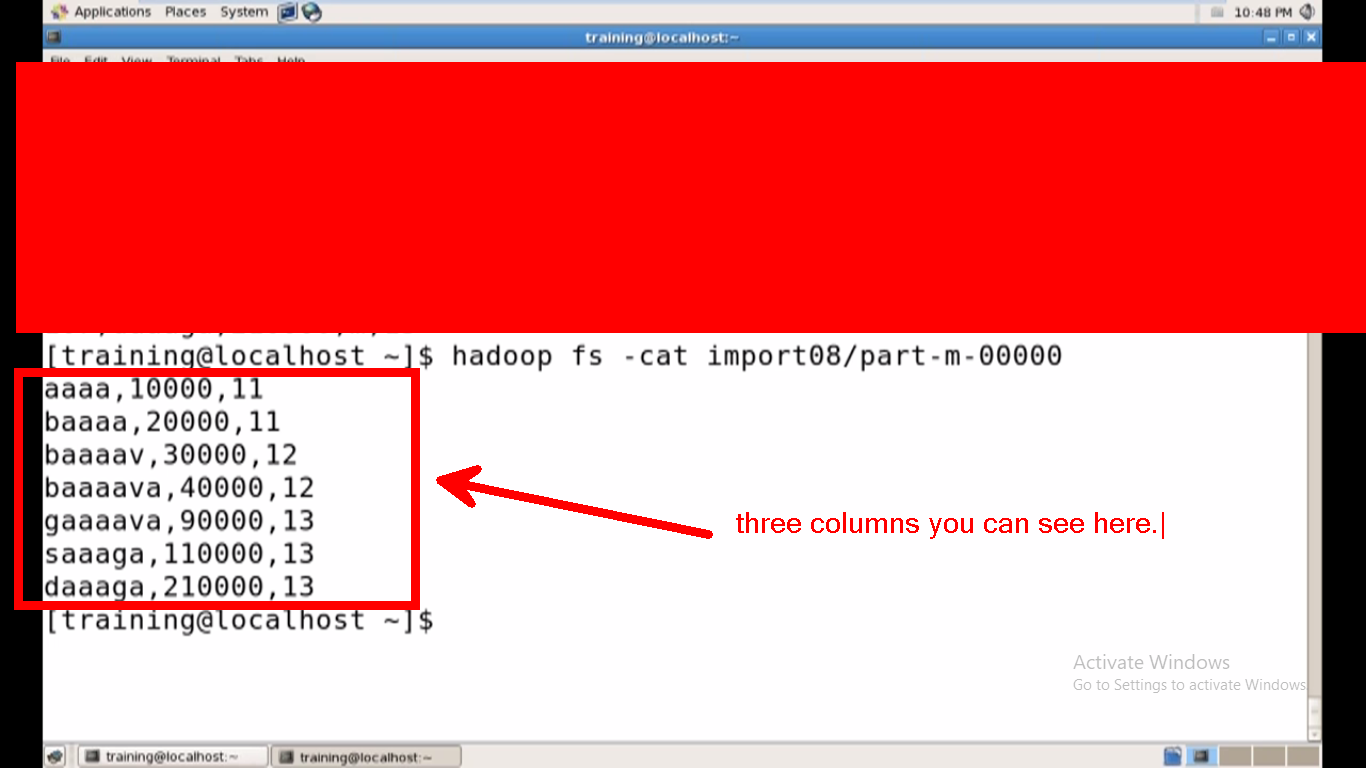 Applications Places System 10:48 PM
training@localhost:~
File Edit View Terminal Tabs Help
[training@localhost ~]$ hadoop fs -cat import08/part-m-00000
aaaa,10000,11
baaaa,20000,11
baaaav,30000,12
baaaava,40000,12
gaaaava,90000,13
saaaga,110000,13
daaaga,210000,13
three columns you can see here.
[training@localhost ~]$
Activate Windows
Go to Settings to activate Windows
training@localhost:~ training@localhost:~